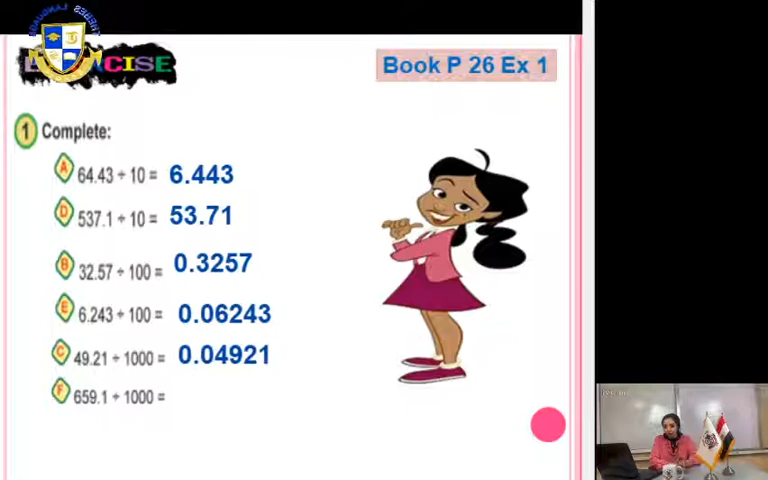 EXERCISE
Book P 26 Ex 1
1 Complete:
A 64.43 ÷ 10 = 6.443
D 537.1 ÷ 10 = 53.71
B 32.57 ÷ 100 = 0.3257
E 6.243 ÷ 100 = 0.06243
C 49.21 ÷ 1000 = 0.04921
F 659.1 ÷ 1000 =